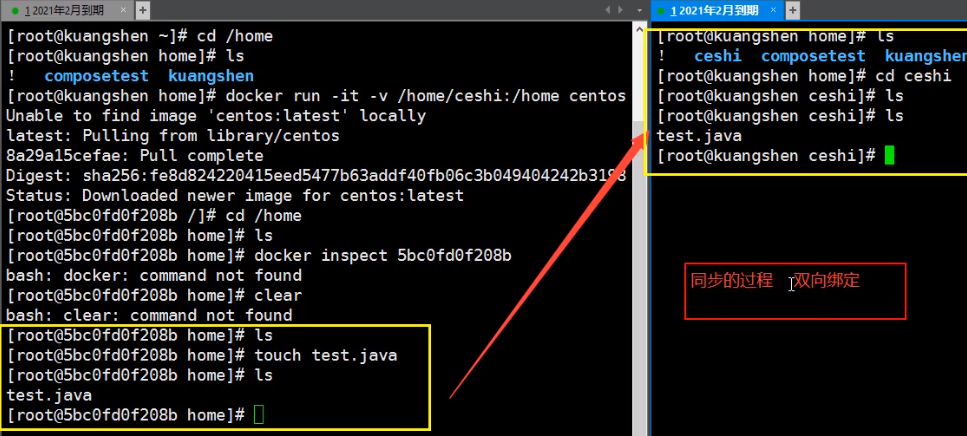 1 2021年2月到期 × +
[root@kuangshen ~]# cd /home
[root@kuangshen home]# ls
! composetest kuangshen
[root@kuangshen home]# docker run -it -v /home/ceshi:/home centos
Unable to find image 'centos:latest' locally
latest: Pulling from library/centos
8a29a15cefae: Pull complete
Digest: sha256:fe8d824220415eed5477b63addf40fb06c3b049404242b3198
Status: Downloaded newer image for centos:latest
[root@5bc0fd0f208b /]# cd /home
[root@5bc0fd0f208b home]# ls
[root@5bc0fd0f208b home]# docker inspect 5bc0fd0f208b
bash: docker: command not found
[root@5bc0fd0f208b home]# clear
bash: clear: command not found
[root@5bc0fd0f208b home]# ls
[root@5bc0fd0f208b home]# touch test.java
[root@5bc0fd0f208b home]# ls
test.java
[root@5bc0fd0f208b home]#
1 2021年2月到期 × +
[root@kuangshen home]# ls
! ceshi composetest kuangshen
[root@kuangshen home]# cd ceshi
[root@kuangshen ceshi]# ls
[root@kuangshen ceshi]# ls
test.java
[root@kuangshen ceshi]#
同步的过程 双向绑定